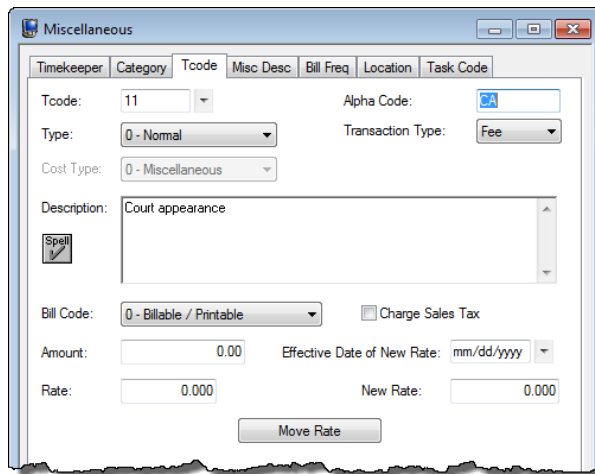 Miscellaneous
Timekeeper Category Tcode Misc Desc Bill Freq Location Task Code
Tcode: 11 Alpha Code: CA
Type: 0 - Normal Transaction Type: Fee
Cost Type: 0 - Miscellaneous
Description: Court appearance
Spell
Bill Code: 0 - Billable / Printable Charge Sales Tax
Amount: 0.00 Effective Date of New Rate: mm/dd/yyyy
Rate: 0.000 New Rate: 0.000
Move Rate